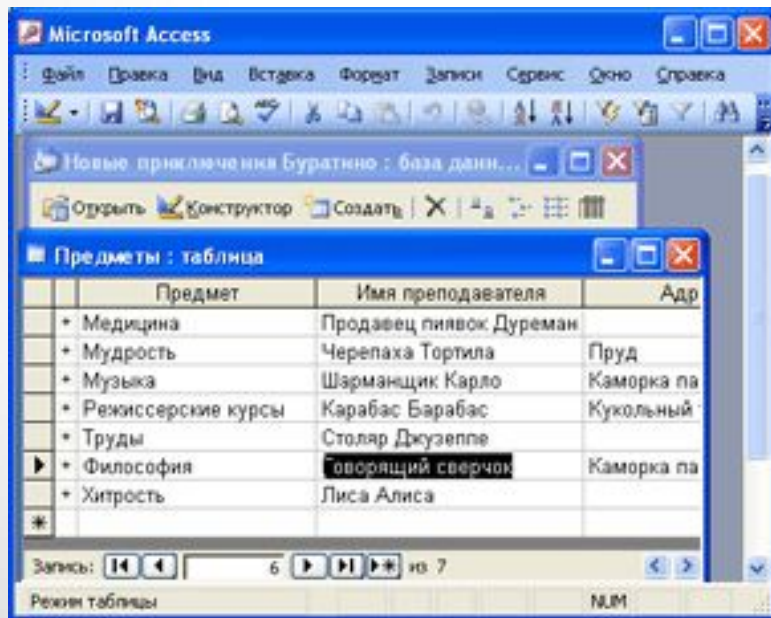 Microsoft Access
Файл Правка Вид Вставка Формат Записи Сервис Окно Справка
Новые приключения Буратино : база данн...
Открыть Конструктор Создать
Предметы : таблица
Предмет Имя преподавателя Адр
+ Медицина Продавец пиявок Дуреман
+ Мудрость Черепаха Тортила Пруд
+ Музыка Шарманщик Карло Каморка па
+ Режиссерские курсы Карабас Барабас Кукольный
+ Труды Столяр Джузеппе
+ Философия Говорящий сверчок Каморка па
+ Хитрость Лиса Алиса
Запись: 6 из 7
Режим таблицы NUM